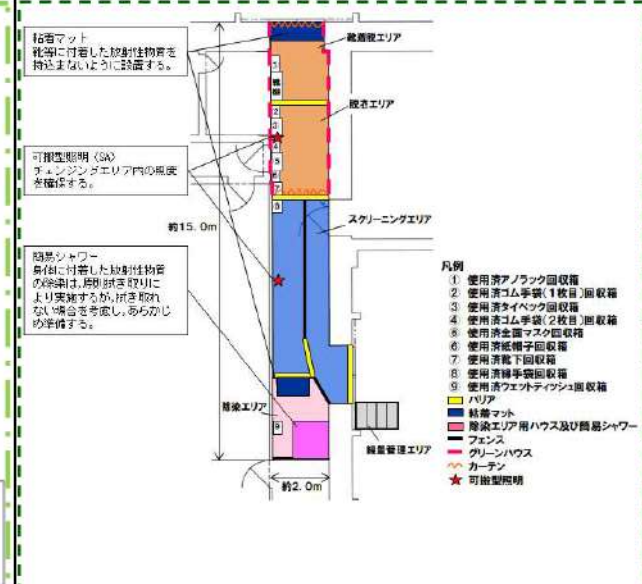 粘着マット
靴等に付着した放射性物質を
持込まないように設置する。
可搬型照明（SA）
チェンジングエリア内の照度
を確保する。
約15.0m
簡易シャワー
身体に付着した放射性物質
の除染は、原則拭き取りに
より実施するが、拭き取れ
ない場合を考慮し、あらかじ
め準備する。
靴着脱エリア
脱衣エリア
スクリーニングエリア
除染エリア
線量管理エリア
約2.0m
①
②
③
④
⑤
⑥
⑦
⑧
⑨
凡例
① 使用済アノラック回収箱
② 使用済ゴム手袋（1枚目）回収箱
③ 使用済タイベック回収箱
④ 使用済ゴム手袋（2枚目）回収箱
⑤ 使用済全面マスク回収箱
⑥ 使用済紙帽子回収箱
⑦ 使用済靴下回収箱
⑧ 使用済綿手袋回収箱
⑨ 使用済ウェットティッシュ回収箱
バリア
粘着マット
除染エリア用ハウス及び簡易シャワー
フェンス
グリーンハウス
カーテン
可搬型照明